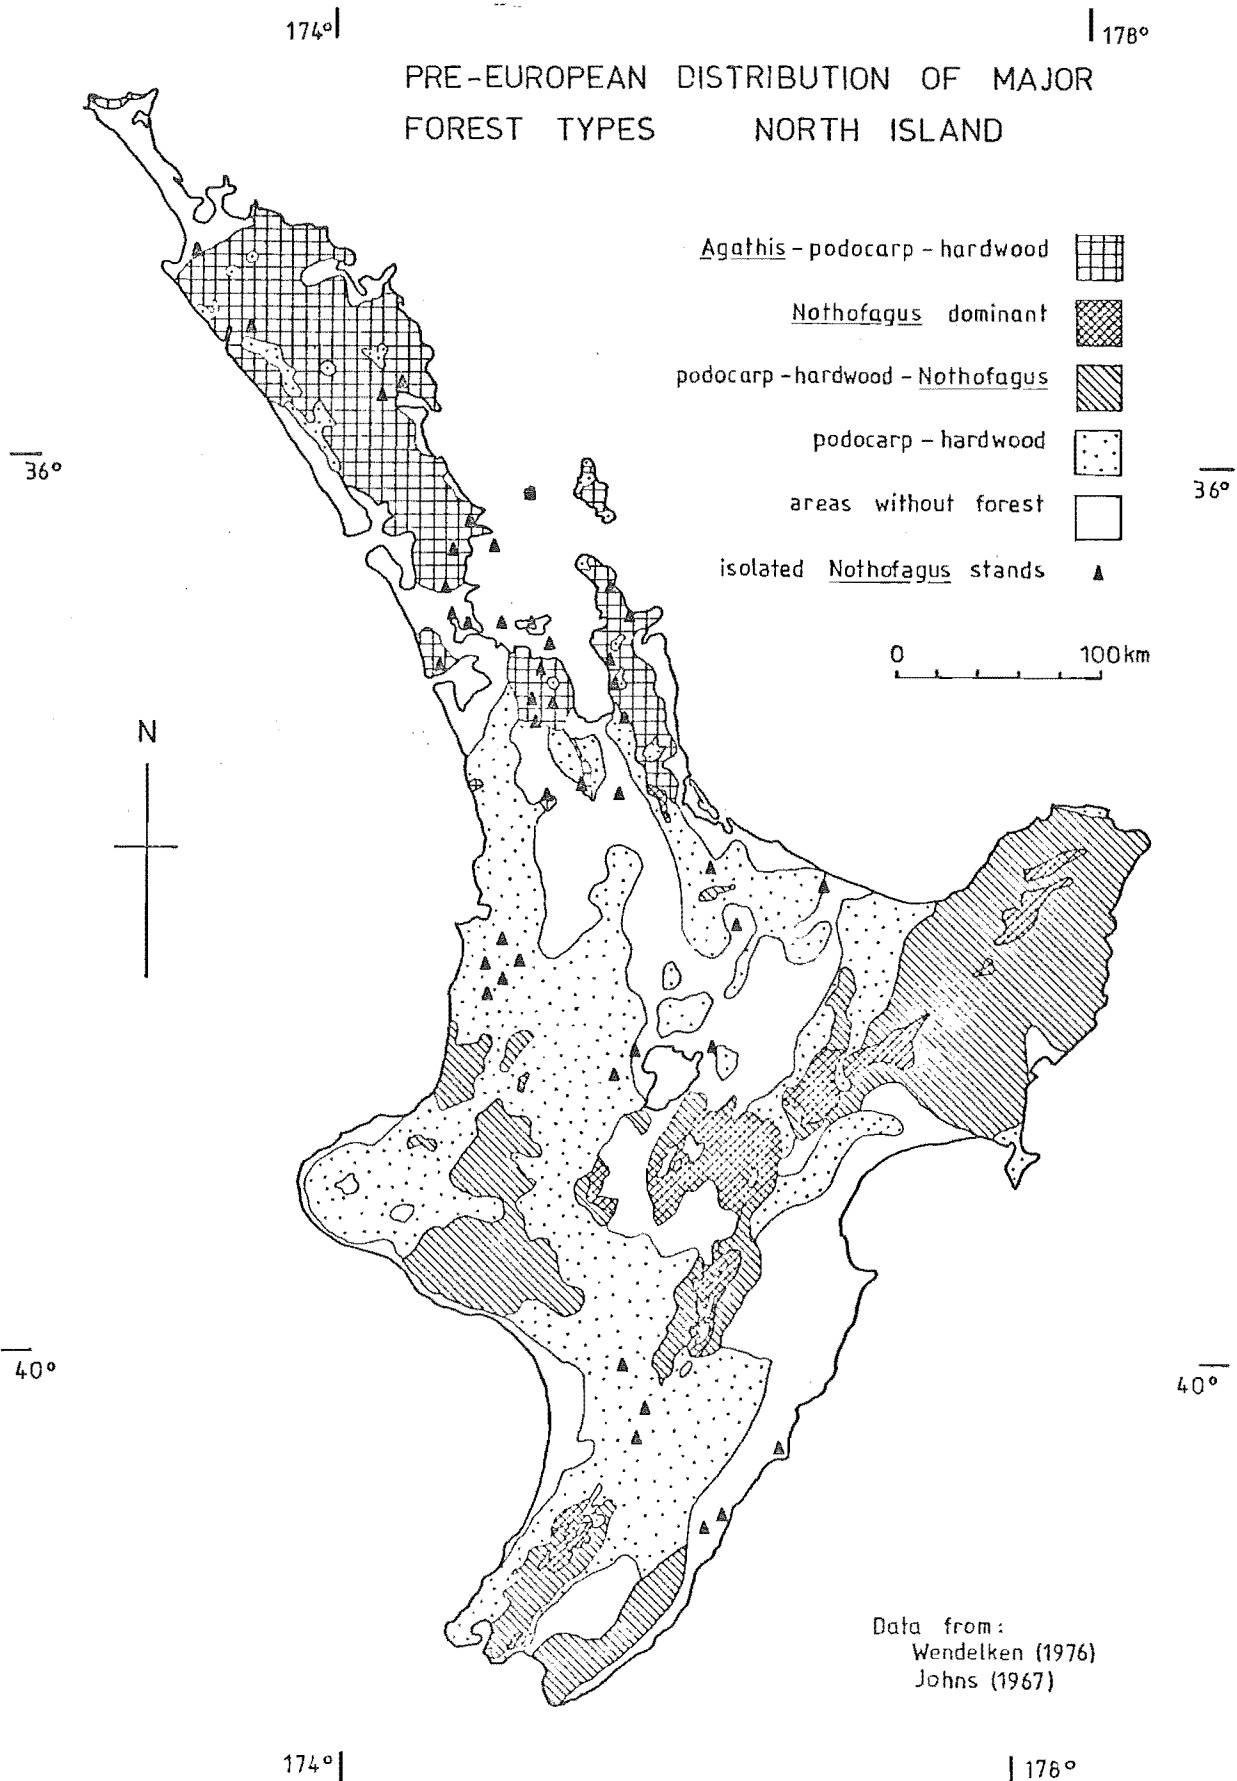 174°
178°
PRE-EUROPEAN DISTRIBUTION OF MAJOR
FOREST TYPES NORTH ISLAND
Agathis - podocarp - hardwood
Nothofagus dominant
podocarp - hardwood - Nothofagus
podocarp - hardwood
areas without forest
isolated Nothofagus stands
36°
36°
0 100km
N
40°
40°
Data from:
Wendelken (1976)
Johns (1967)
174°
178°